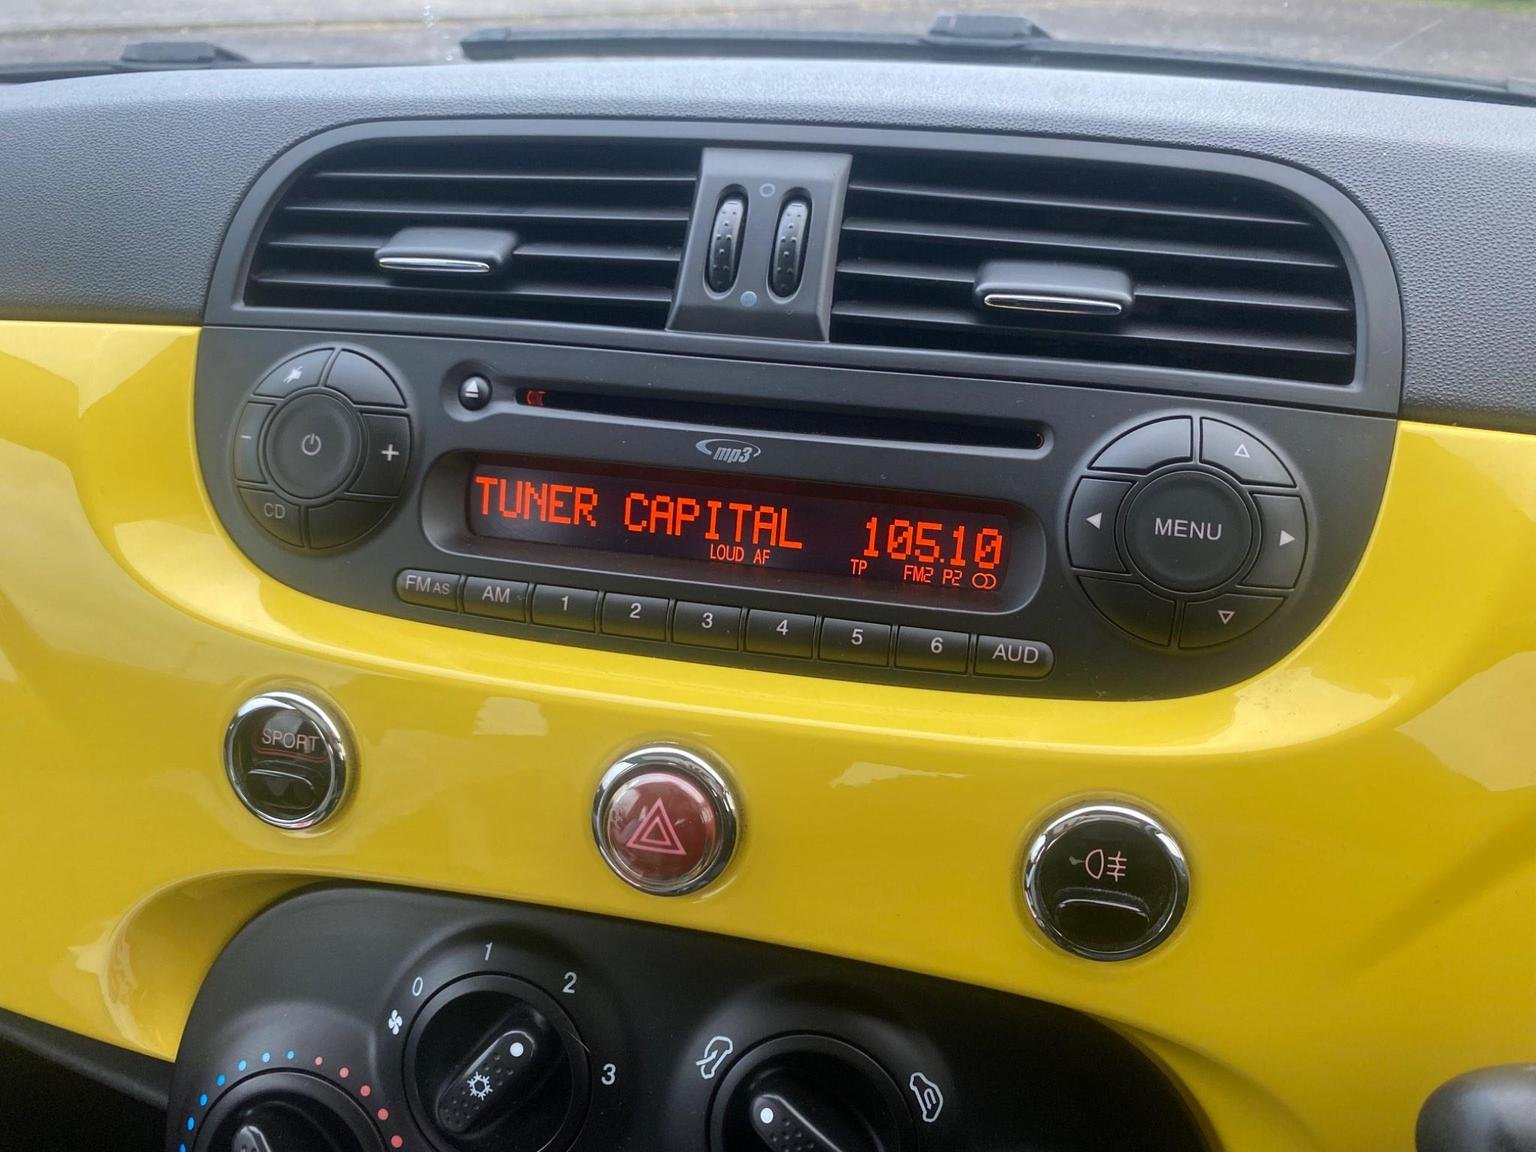 mp3
TUNER CAPITAL 105.10
LOUD AF TP FM2 P2
- +
CD
MENU
FM AS AM 1 2 3 4 5 6 AUD
SPORT
0 1 2 3